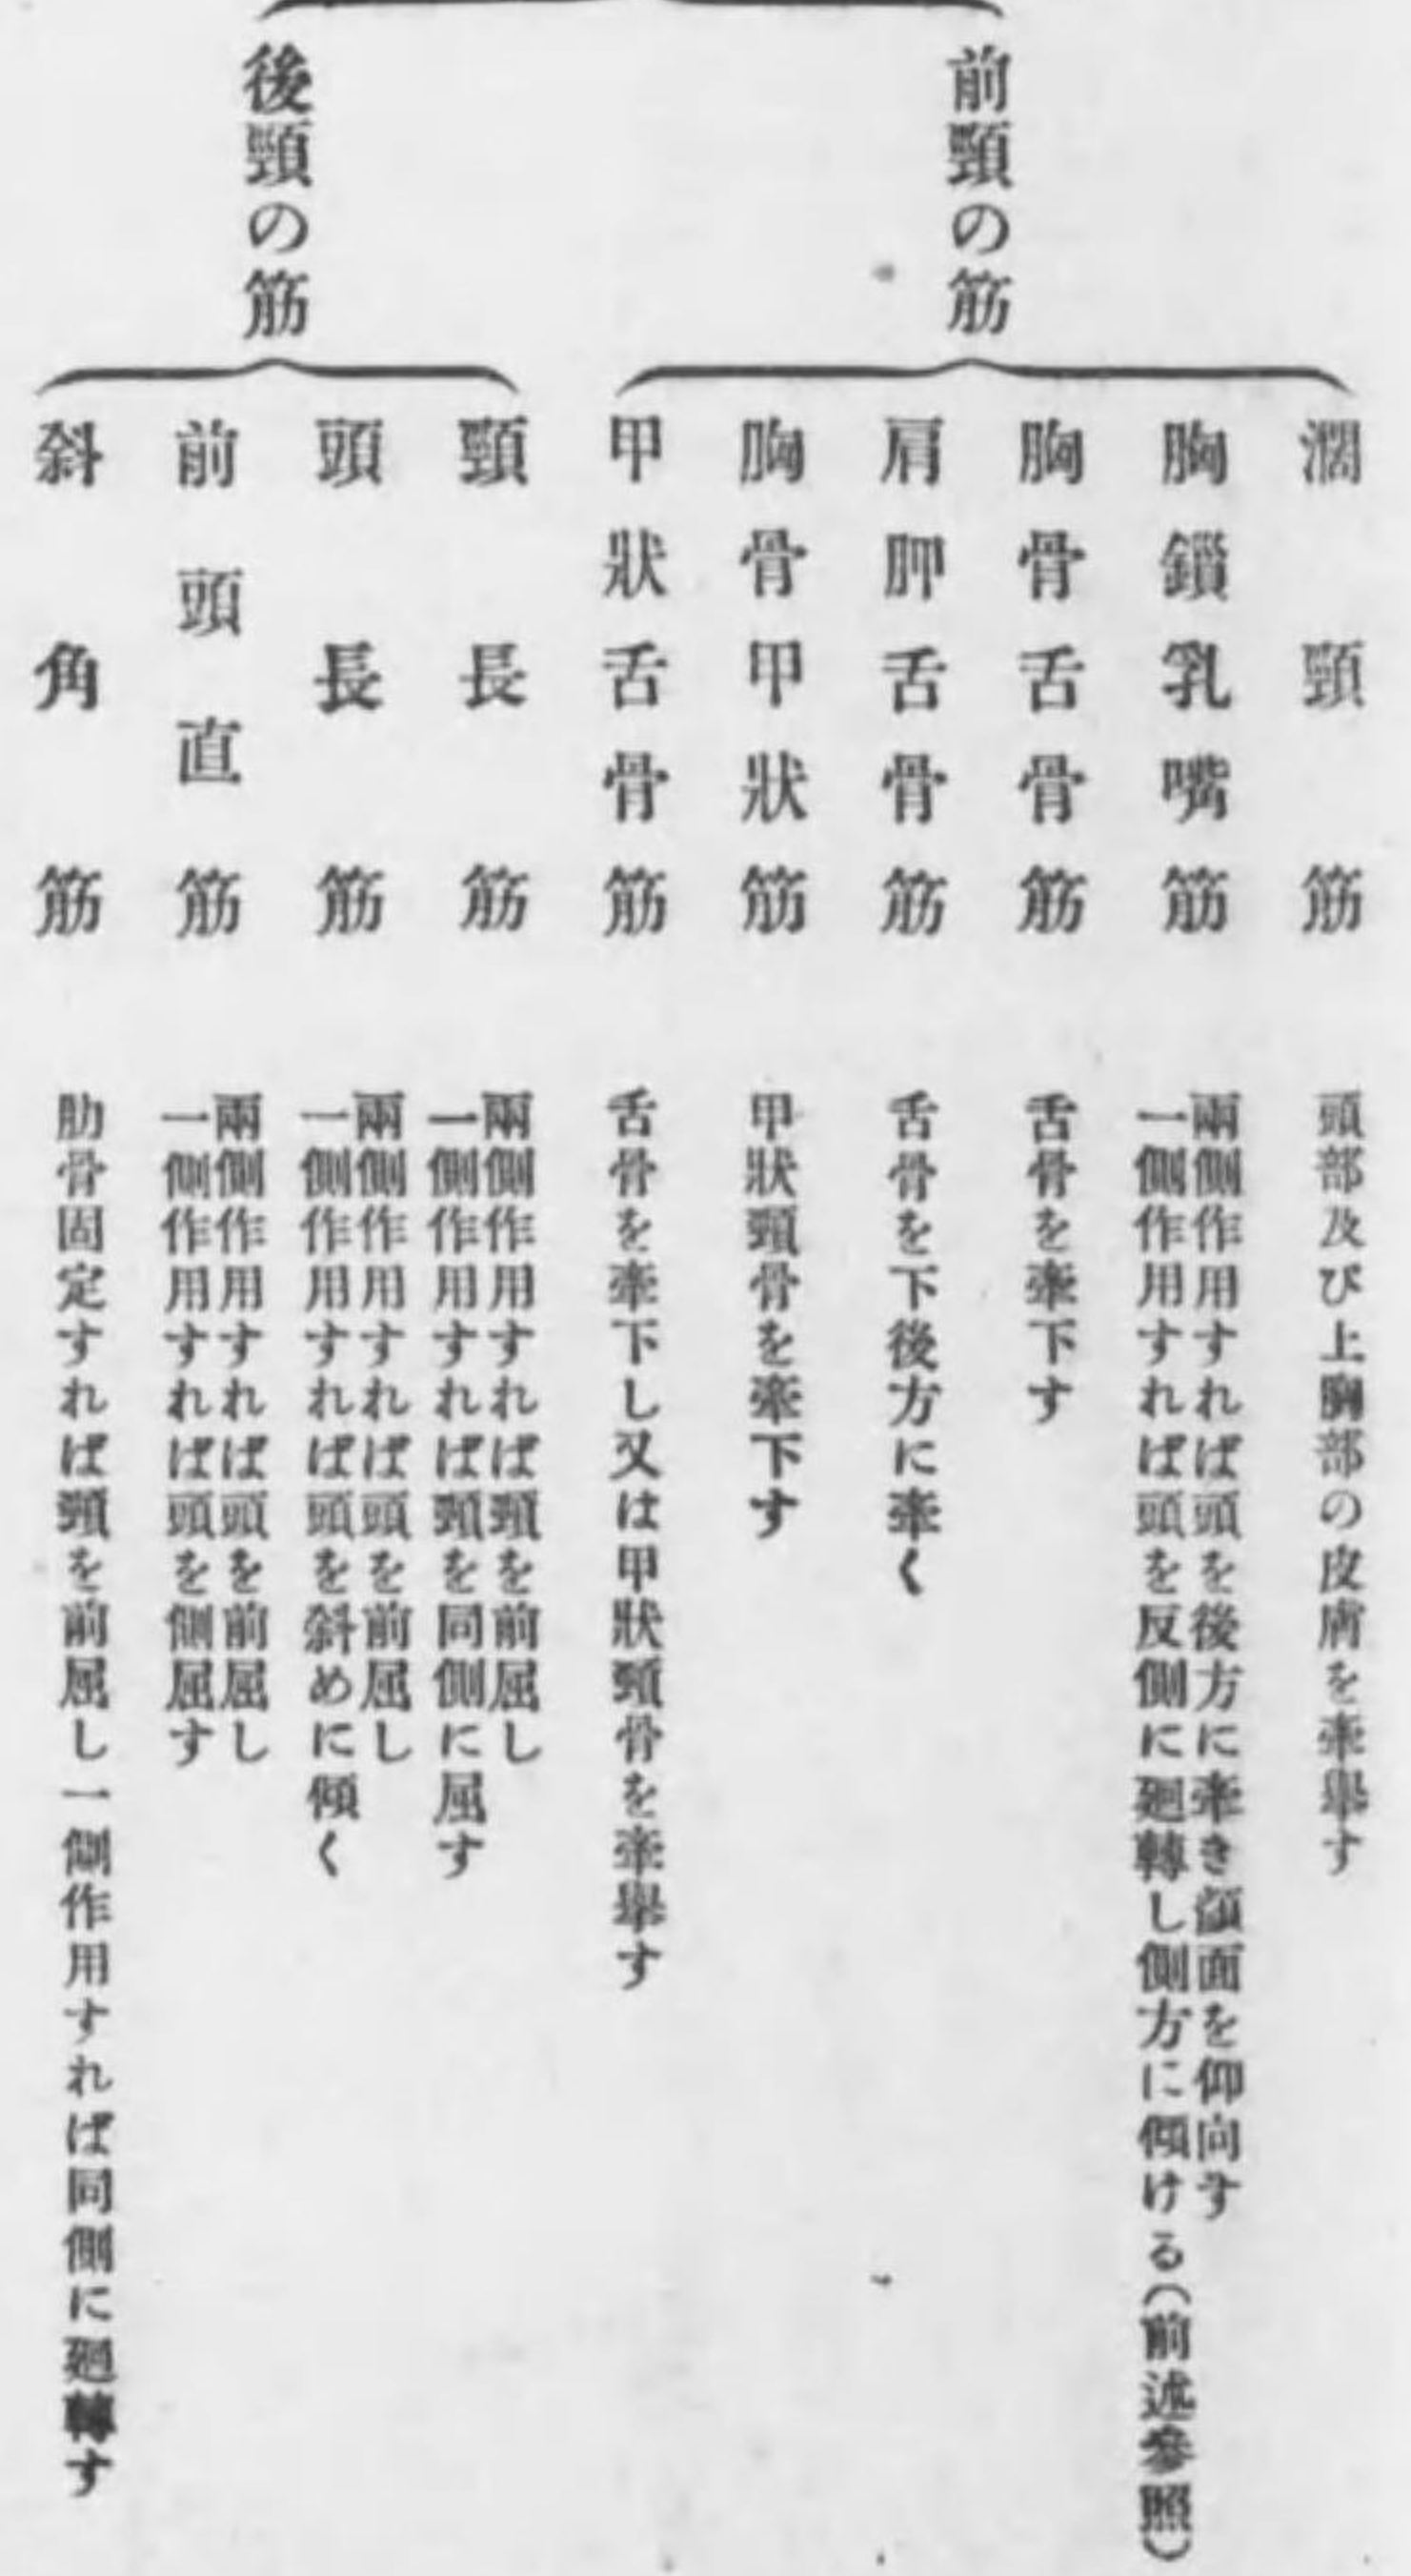 前頸の筋
濶頸筋
頭部及び上胸部の皮膚を牽擧す
胸鎖乳嘴筋
兩側作用すれば頭を後方に牽き顔面を仰向す
一側作用すれば頭を反側に廻轉し側方に傾ける(前述參照)
胸骨舌骨筋
舌骨を牽下す
肩胛舌骨筋
舌骨を下後方に牽く
胸骨甲狀筋
甲狀頸骨を牽下す
甲狀舌骨筋
舌骨を牽下し又は甲狀頸骨を牽擧す
後頸の筋
頸長筋
兩側作用すれば頸を前屈し
一側作用すれば頸を同側に屈す
頭長筋
兩側作用すれば頭を前屈し
一側作用すれば頭を斜めに傾く
前頭直筋
兩側作用すれば頭を前屈し
一側作用すれば頭を側屈す
斜角筋
肋骨固定すれば頸を前屈し一側作用すれば同側に廻轉す